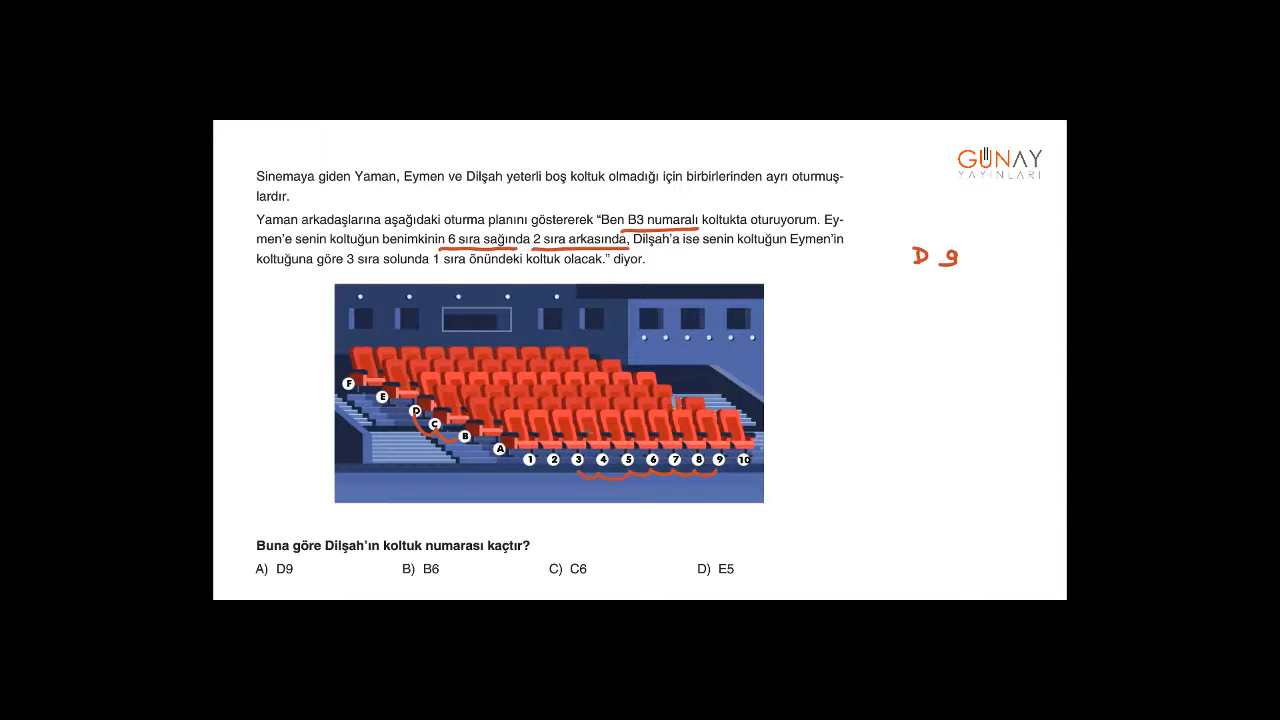 GÜNAY
YAYINLARI
Sinemaya giden Yaman, Eymen ve Dilşah yeterli boş koltuk olmadığı için birbirlerinden ayrı oturmuş-
lardır.
Yaman arkadaşlarına aşağıdaki oturma planını göstererek “Ben B3 numaralı koltukta oturuyorum. Ey-
men’e senin koltuğun benimkinin 6 sıra sağında 2 sıra arkasında, Dilşah’a ise senin koltuğun Eymen’in
koltuğuna göre 3 sıra solunda 1 sıra önündeki koltuk olacak.” diyor.
D 9
F
E
D
C
B
A
1 2 3 4 5 6 7 8 9 10
Buna göre Dilşah’ın koltuk numarası kaçtır?
A) D9 B) B6 C) C6 D) E5